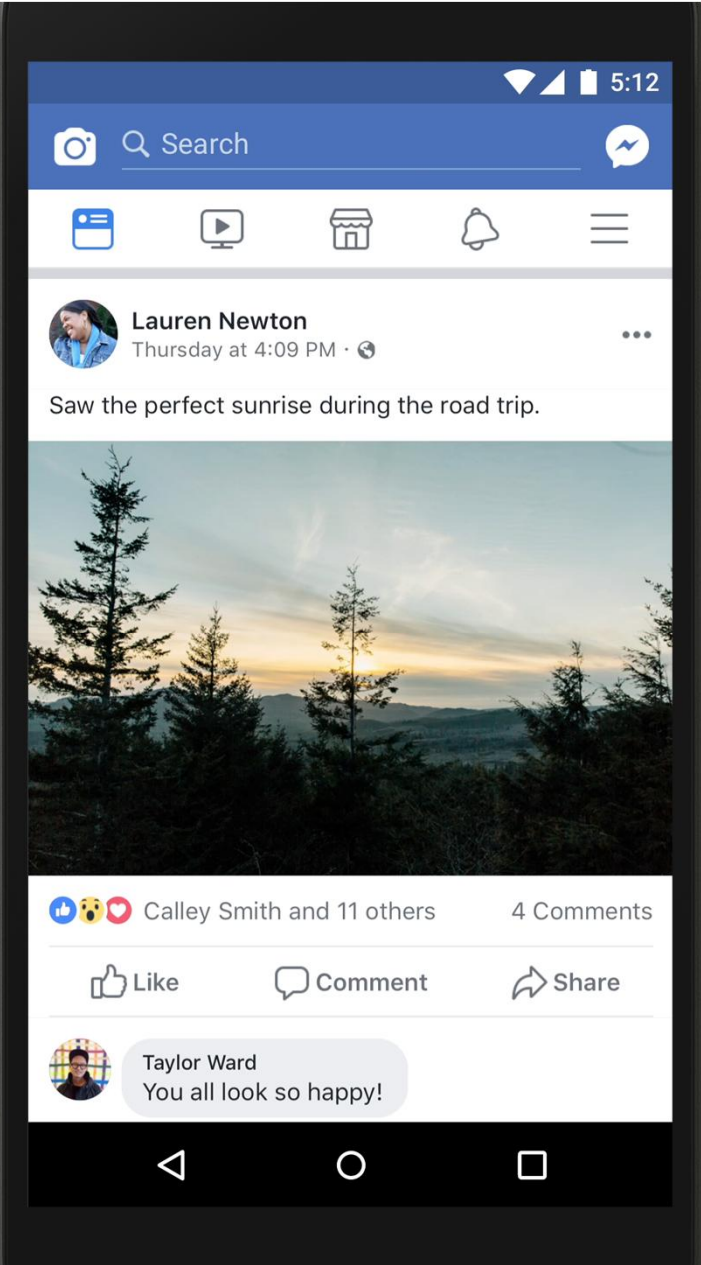 5:12
Search
Lauren Newton
Thursday at 4:09 PM ·
Saw the perfect sunrise during the road trip.
Calley Smith and 11 others 4 Comments
Like Comment Share
Taylor Ward
You all look so happy!